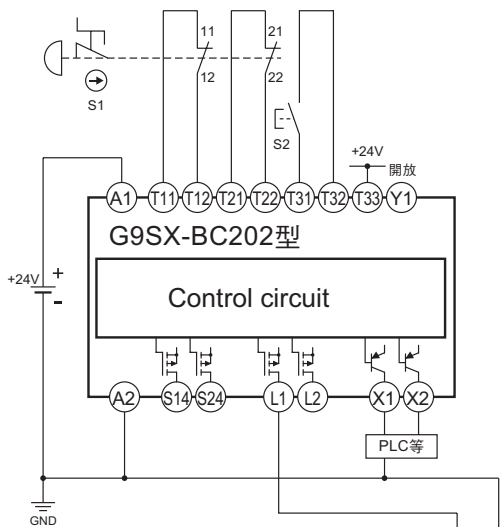 11
21
12
22
S1
S2
+24V
開放
A1 T11 T12 T21 T22 T31 T32 T33 Y1
G9SX-BC202型
+24V
+
-
Control circuit
A2 S14 S24 L1 L2 X1 X2
PLC等
GND